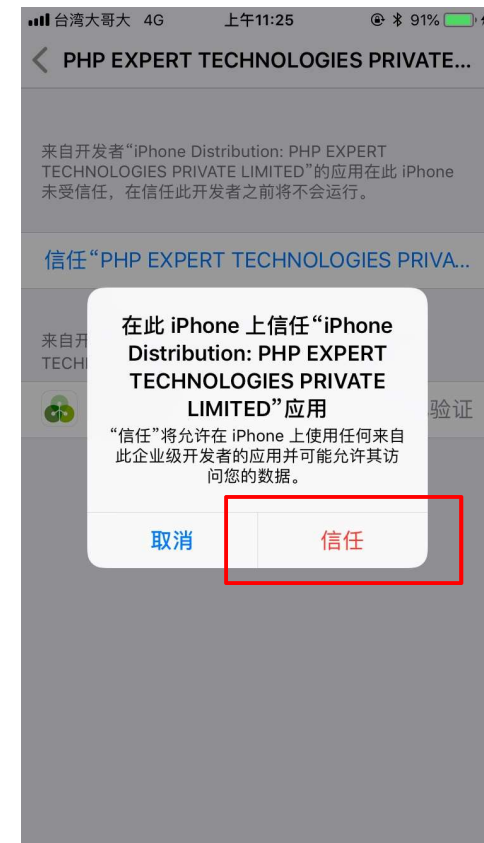 台湾大哥大 4G 上午11:25 91%
PHP EXPERT TECHNOLOGIES PRIVATE...
来自开发者“iPhone Distribution: PHP EXPERT
TECHNOLOGIES PRIVATE LIMITED”的应用在此 iPhone
未受信任，在信任此开发者之前将不会运行。
信任“PHP EXPERT TECHNOLOGIES PRIVA...
在此 iPhone 上信任“iPhone
Distribution: PHP EXPERT
TECHNOLOGIES PRIVATE
LIMITED”应用
“信任”将允许在 iPhone 上使用任何来自
此企业级开发者的应用并可能允许其访
问您的数据。
来自开
TECH
验证
取消 信任